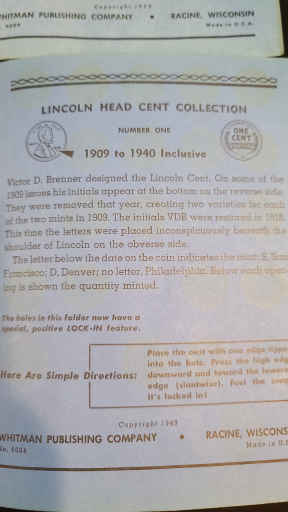 Copyright 19
WHITMAN PUBLISHING COMPANY • RACINE, WISCONSIN
Made in U.S.A.
LINCOLN HEAD CENT COLLECTION
NUMBER ONE
ONE CENT
1909 to 1940 Inclusive
Victor D. Brenner designed the Lincoln Cent. On some of the
1909 issues his initials appear at the bottom on the reverse side.
They were removed that year, creating two varieties for each
of the two mints in 1909. The initials VDB were restored in 1918.
This time the letters were placed inconspicuously beneath the
shoulder of Lincoln on the obverse side.
The letter below the date on the coin indicates the mint: S, San
Francisco; D, Denver; no letter, Philadelphia. Below each open-
ing is shown the quantity minted.
The holes in this folder now have a
special, positive LOCK-IN feature.
Here Are Simple Directions:
Place the cent with one edge tipped
into the hole. Press the high edge
downward and toward the lowered
edge (slantwise). Feel the snap
It's locked in!
Copyright
WHITMAN PUBLISHING COMPANY • RACINE, WISCONS
Made in U.S